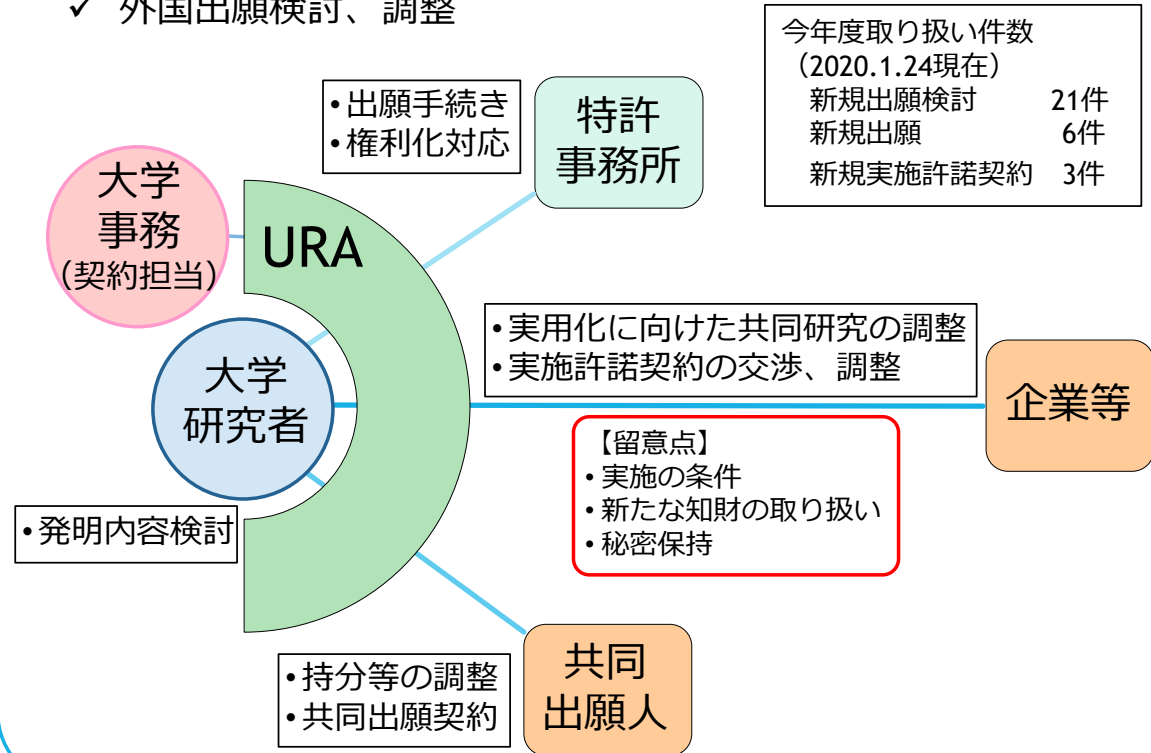 ✓ 外国出願検討、調整
今年度取り扱い件数
（2020.1.24現在）
新規出願検討 21件
新規出願 6件
新規実施許諾契約 3件
•出願手続き
•権利化対応
特許
事務所
大学
事務
（契約担当）
URA
•実用化に向けた共同研究の調整
•実施許諾契約の交渉、調整
大学
研究者
企業等
【留意点】
•実施の条件
•新たな知財の取り扱い
•秘密保持
•発明内容検討
•持分等の調整
•共同出願契約
共同
出願人